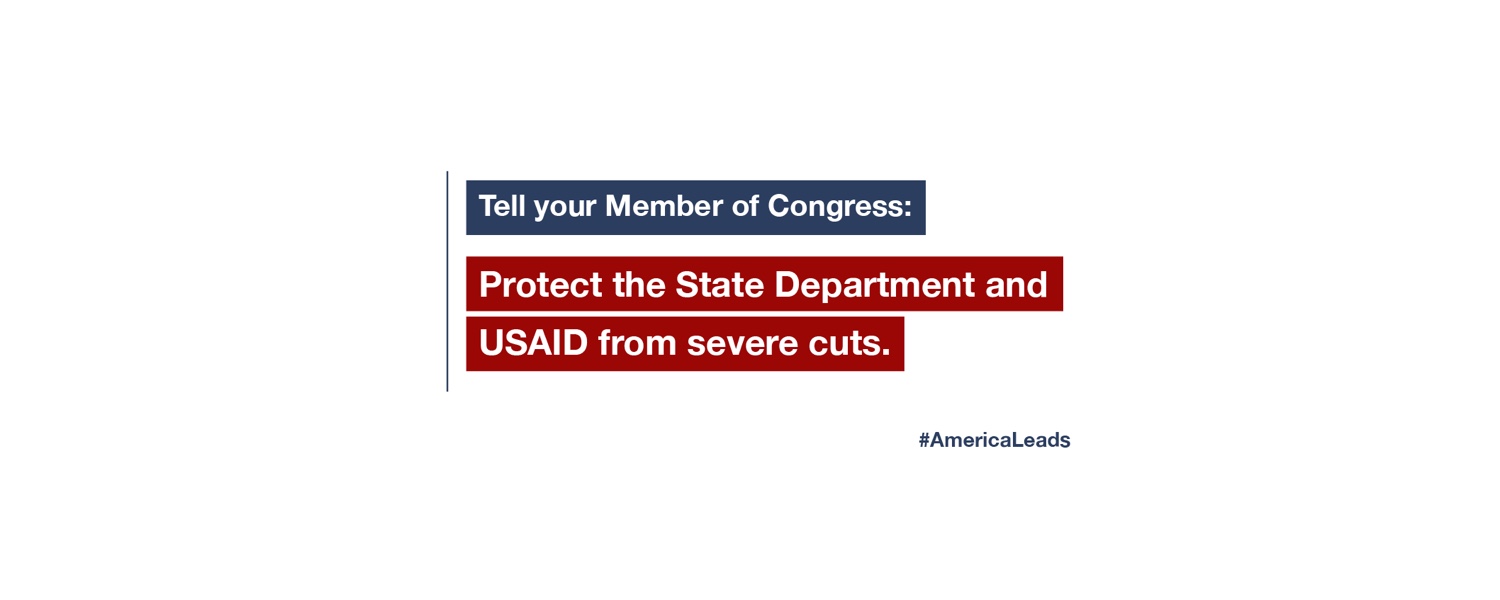 Tell your Member of Congress:
Protect the State Department and
USAID from severe cuts.
#AmericaLeads